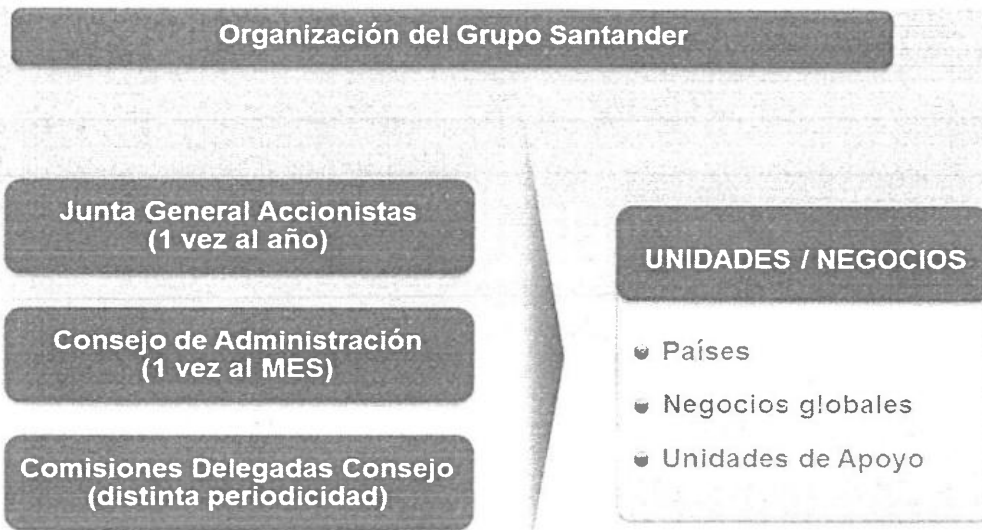 Organización del Grupo Santander
Junta General Accionistas
(1 vez al año)
Consejo de Administración
(1 vez al MES)
Comisiones Delegadas Consejo
(distinta periodicidad)
UNIDADES / NEGOCIOS
Países
Negocios globales
Unidades de Apoyo